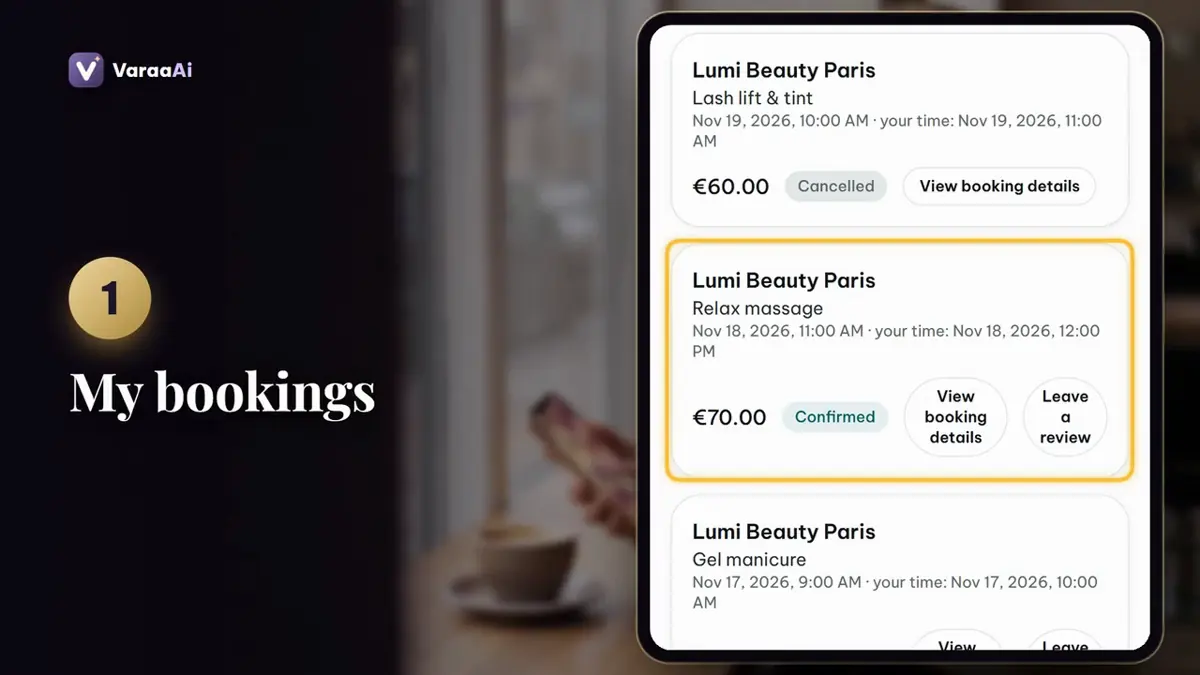 VaraaAi
1
My bookings
Lumi Beauty Paris
Lash lift & tint
Nov 19, 2026, 10:00 AM · your time: Nov 19, 2026, 11:00
AM
€60.00 Cancelled View booking details
Lumi Beauty Paris
Relax massage
Nov 18, 2026, 11:00 AM · your time: Nov 18, 2026, 12:00
PM
€70.00 Confirmed
View
booking
details
Leave
a
review
Lumi Beauty Paris
Gel manicure
Nov 17, 2026, 9:00 AM · your time: Nov 17, 2026, 10:00
AM
View Leave